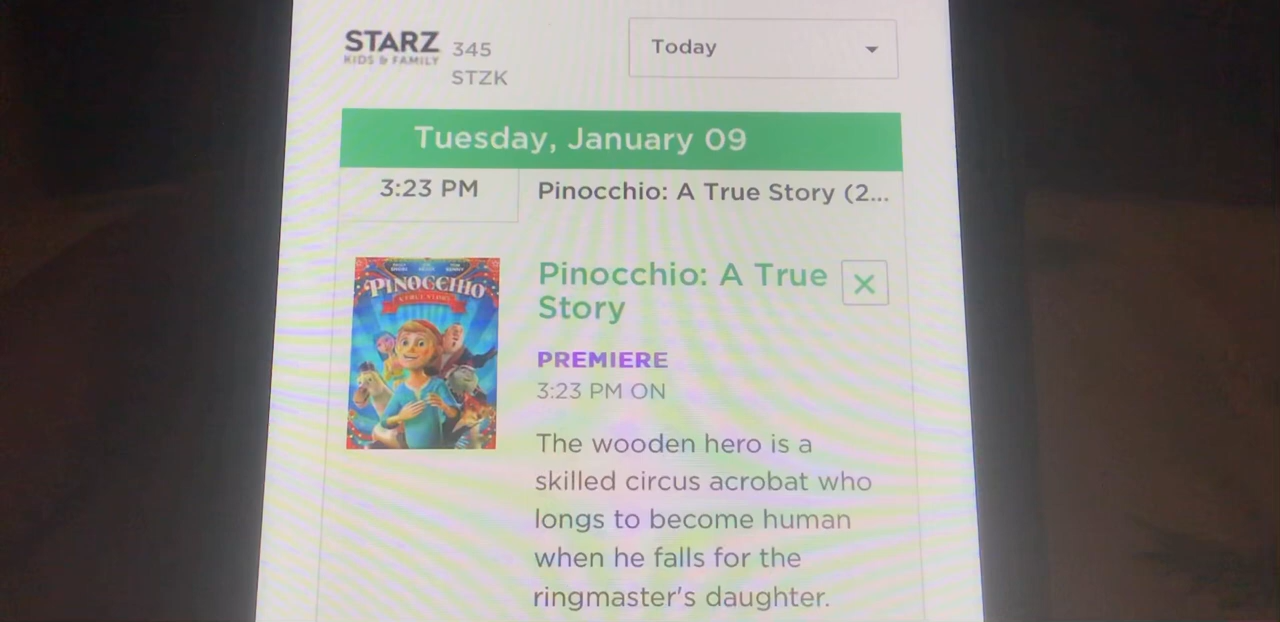 STARZ
KIDS & FAMILY
345
STZK
Today
Tuesday, January 09
3:23 PM
Pinocchio: A True Story (2...
PINOCCHIO
A TRUE STORY
Pinocchio: A True
Story
PREMIERE
3:23 PM ON
The wooden hero is a
skilled circus acrobat who
longs to become human
when he falls for the
ringmaster's daughter.